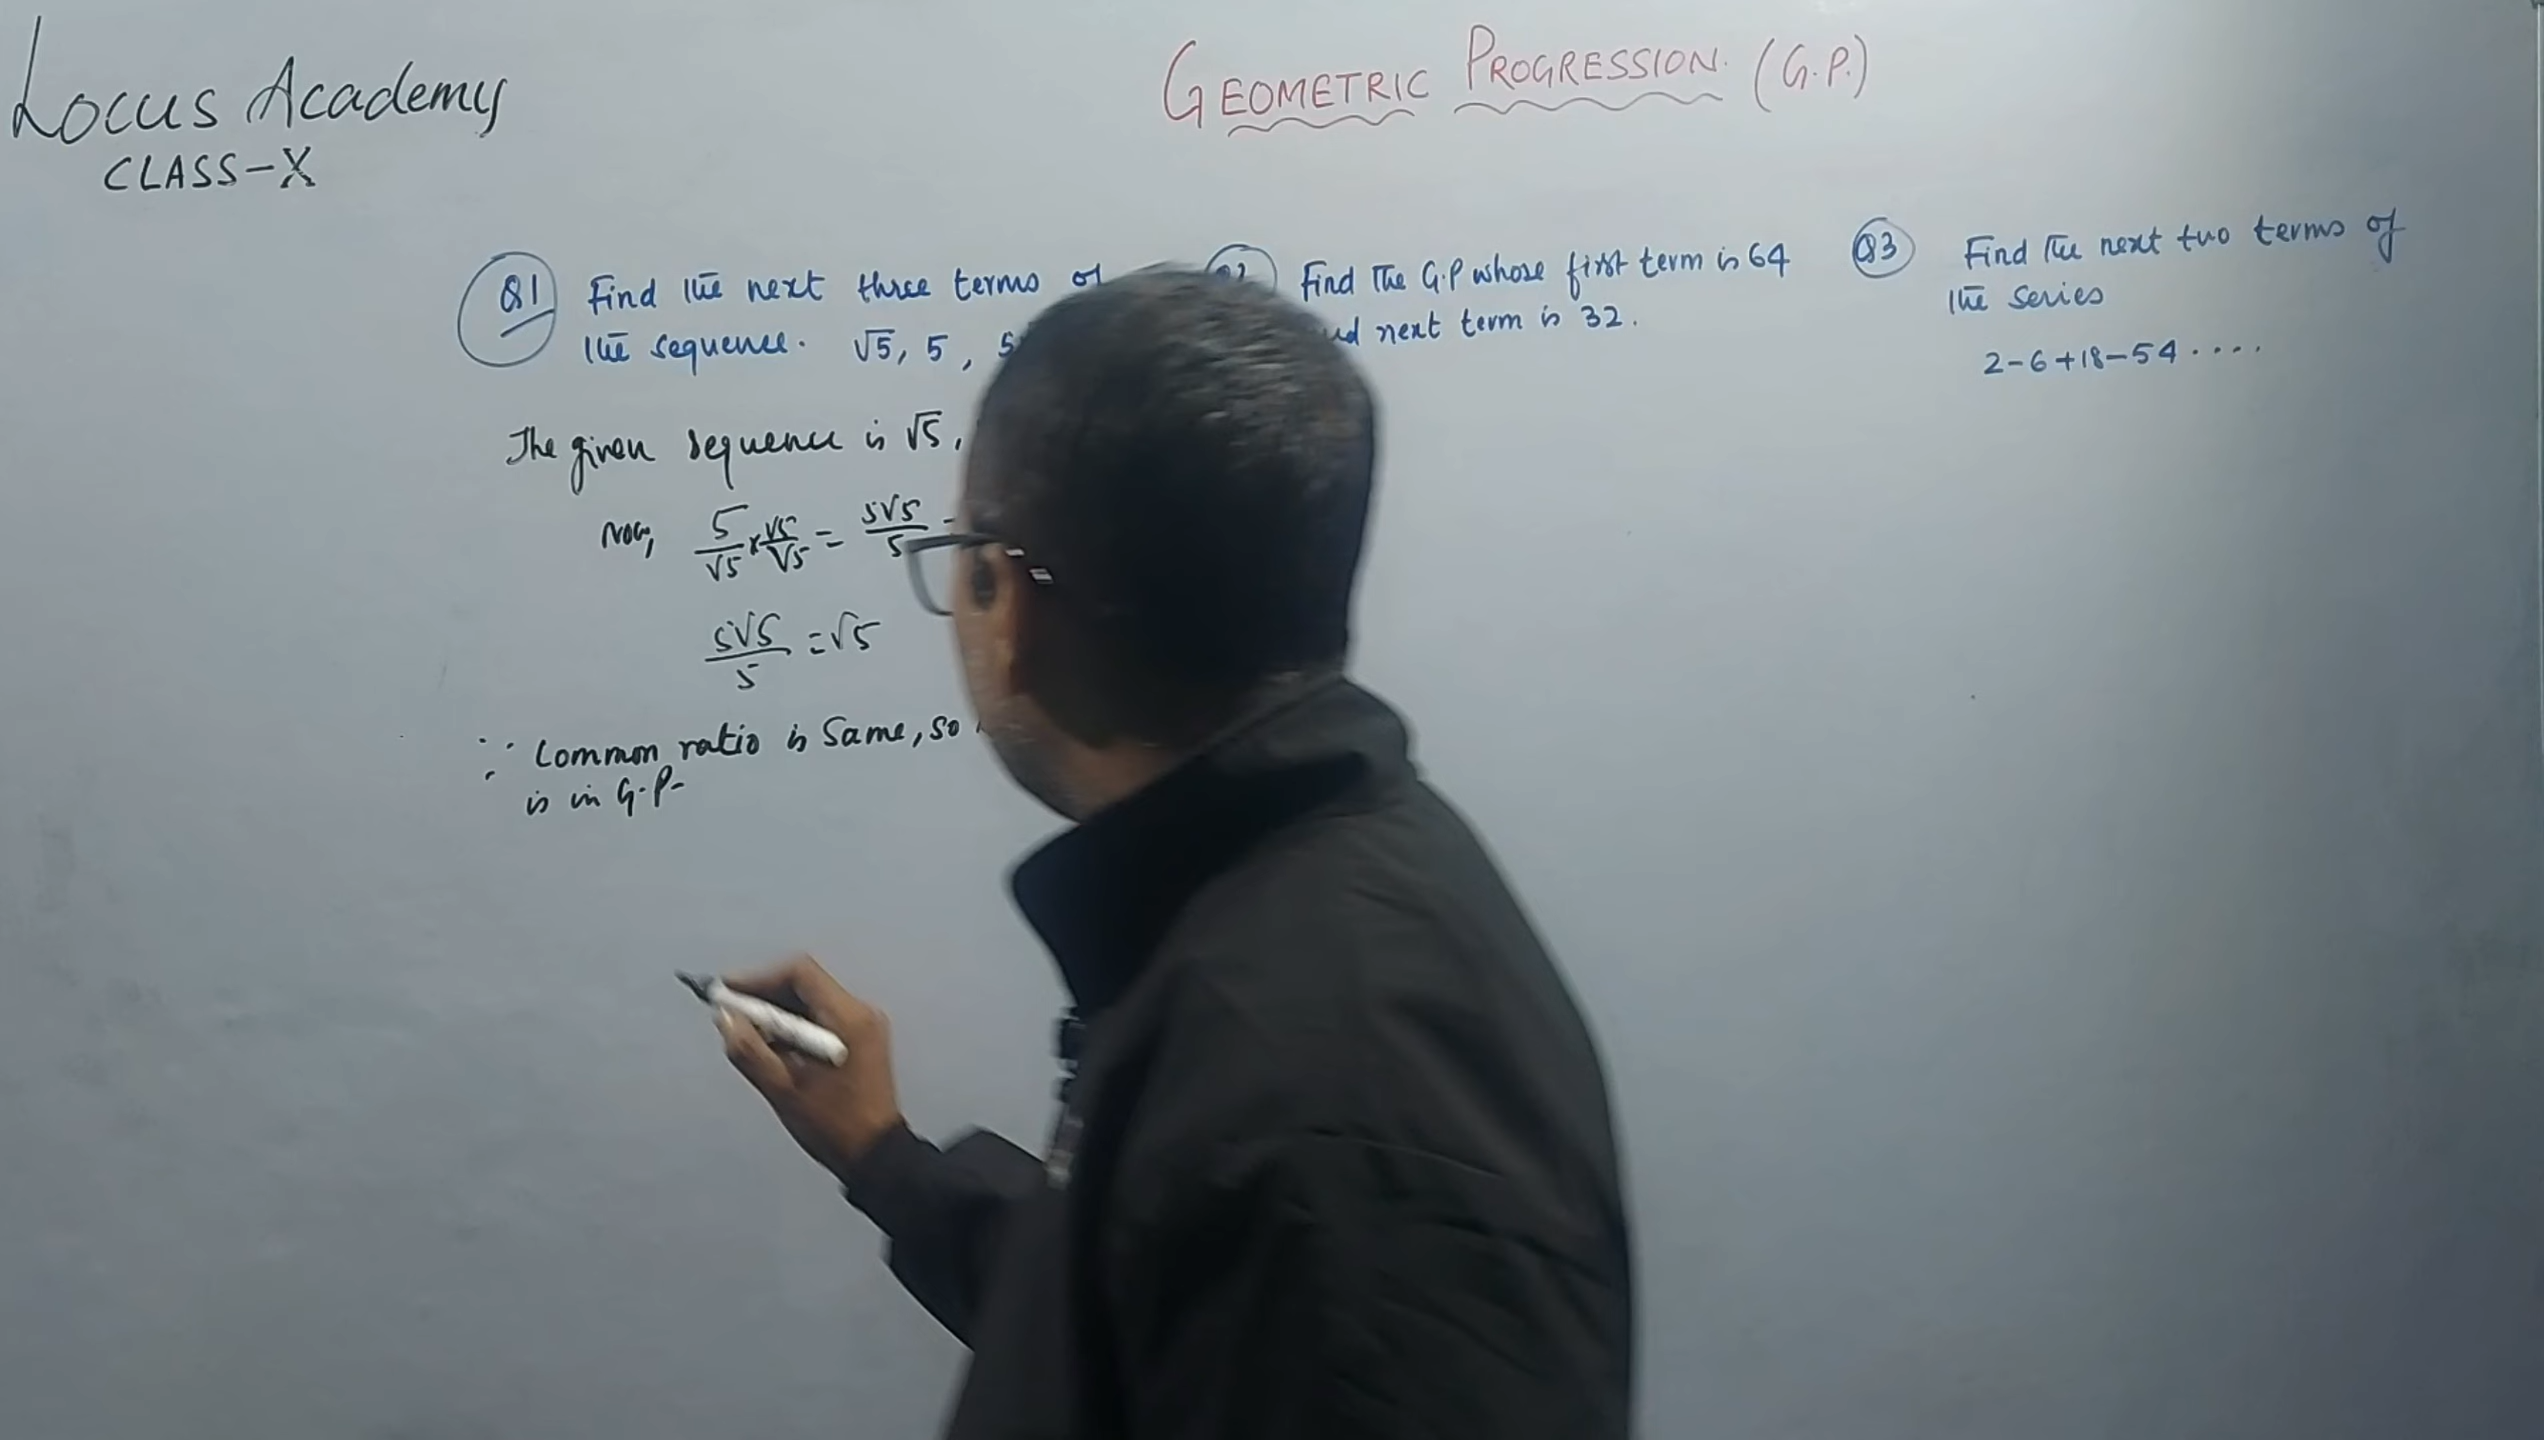 Locus Academy
CLASS-X
GEOMETRIC PROGRESSION. (G.P.)
Q1 Find the next three terms of
the sequence. √5, 5, 5
The given sequence is √5,
Now, 5/√5 × √5/√5 = 5√5/5
5√5/5 = √5
∵ Common ratio is Same, so
is in G.P-
Find The G.P whose first term is 64
next term is 32.
Q3 Find the next two terms of
the series
2-6+18-54....